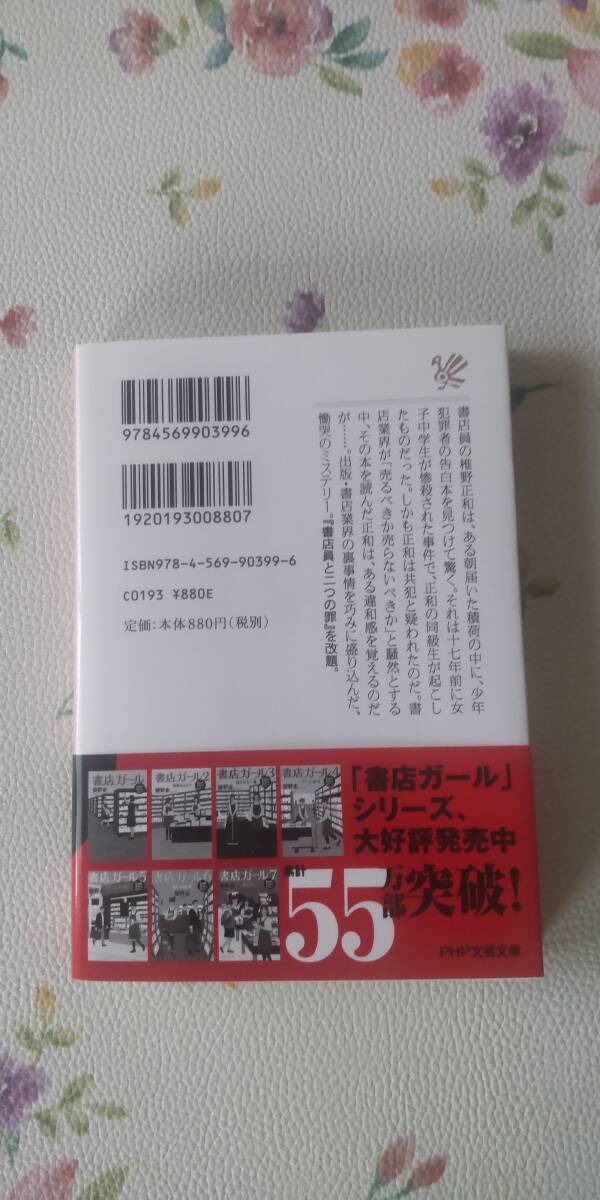 9784569903996
1920193008807
ISBN978-4-569-90399-6
C0193 ¥880E
定価：本体880円（税別）
書店員の椎野正和は、ある朝届いた積荷の中に、少年
犯罪者の告白本を見つけて驚く。それは十七年前に女
子中学生が惨殺された事件で、正和の同級生が起こし
たものだった。しかも正和は共犯と疑われたのだ。書
店業界が「売るべきか売らないべきか」と騒然とする
中、その本を読んだ正和は、ある違和感を覚えるのだ
が……。出版・書店業界の裏事情を巧みに盛り込んだ、
慟哭のミステリー。『書店員と二つの罪』を改題。
書店ガール
書店ガール2
書店ガール3
書店ガール4
書店ガール5
書店ガール6
書店ガール7
「書店ガール」
シリーズ、
大好評発売中
累計
55万部突破！
PHP文芸文庫